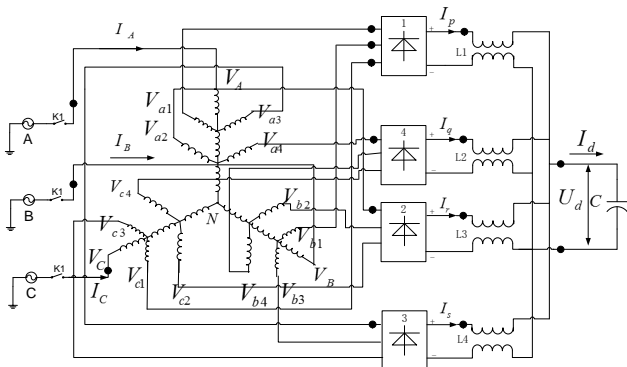 I_A
1
I_p
+
−
L1
V_A
V_a1
V_a3
K1
A
V_a2
I_B
V_a4
4
I_q
+
−
L2
I_d
K1
B
V_c4
N
V_b2
2
I_r
+
−
L3
U_d
C
V_c3
V_b1
V_C
K1
C
I_C
V_c1
V_c2
V_b4
V_b3
V_B
3
I_s
+
−
L4